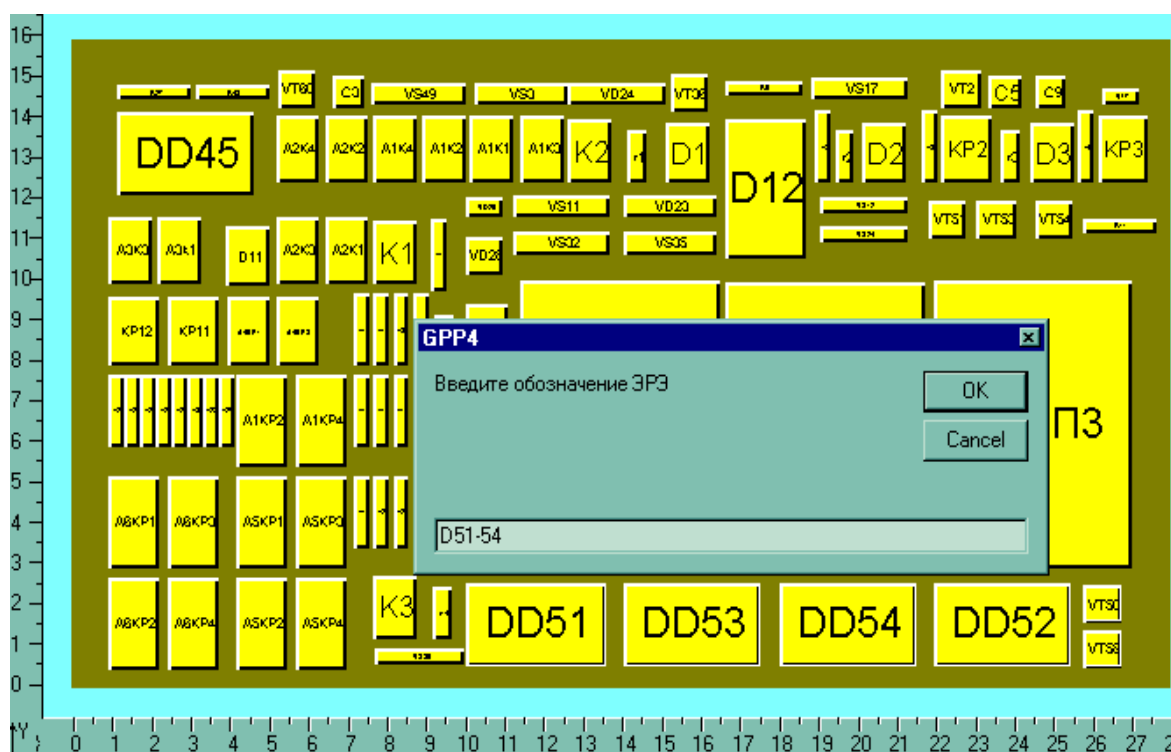 16
15
VT60 C3 VS49 VS3 VD24 VT36 VS17 VT2 C5 C9
14
DD45 A2K4 A2K2 A1K4 A1K2 A1K1 A1K3 K2 D1 D12 D2 KP2 D3 KP3
13
12
VS11 VD23 VTS1 VTS3 VTS4
11
A3K3 A3K1 D11 A2K3 A2K1 K1 VD28 VS32 VS35
10
9
KP12 KP11
GPP4
8
Введите обозначение ЭРЭ
OK
7
A1KP2 A1KP4 П3
Cancel
6
5
A6KP1 A6KP3 A5KP1 A5KP3
D51-54
4
3
2
A6KP2 A6KP4 A5KP2 A5KP4 K3 DD51 DD53 DD54 DD52
1
0
Y
0 1 2 3 4 5 6 7 8 9 10 11 12 13 14 15 16 17 18 19 20 21 22 23 24 25 26 27